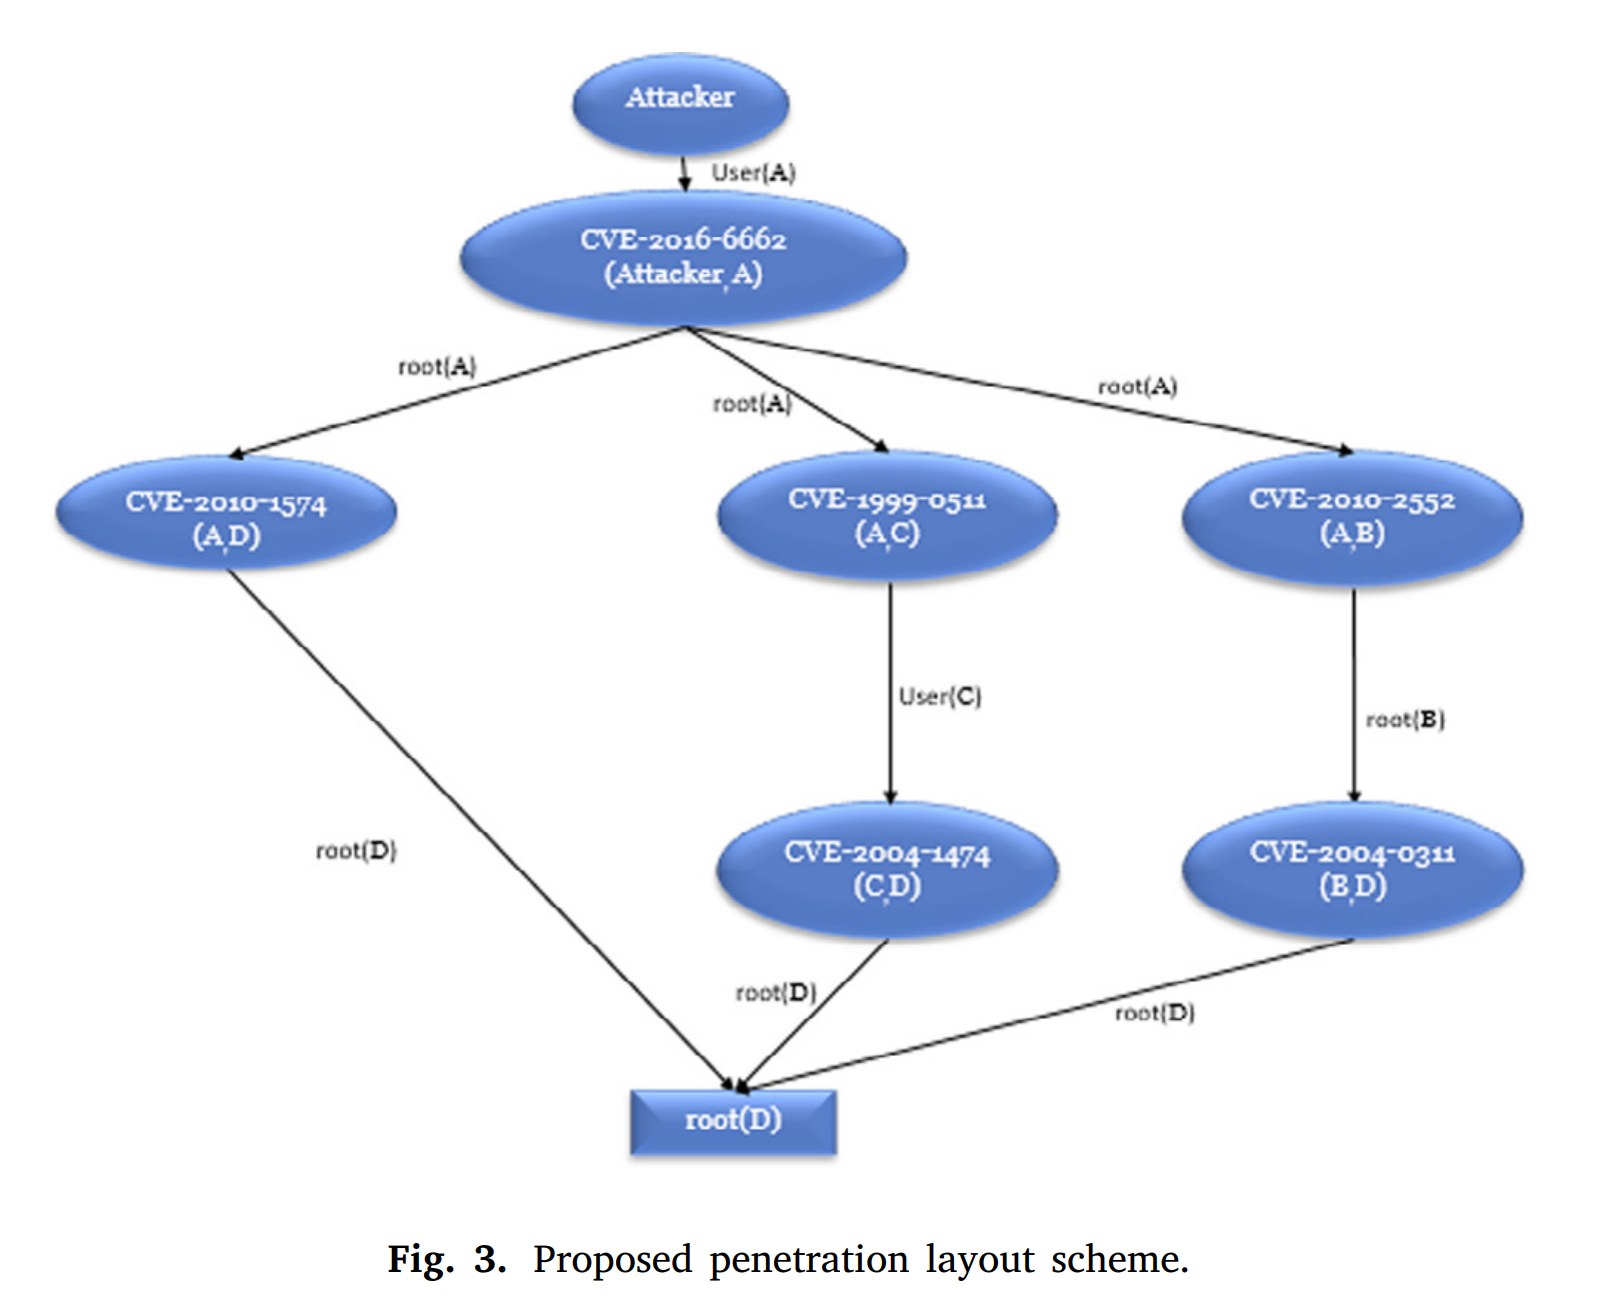 Attacker
User(A)
CVE-2016-6662
(Attacker,A)
root(A)
root(A)
root(A)
CVE-2010-1574
(A,D)
CVE-1999-0511
(A,C)
CVE-2010-2552
(A,B)
User(C)
root(B)
root(D)
CVE-2004-1474
(C,D)
CVE-2004-0311
(B,D)
root(D)
root(D)
root(D)
Fig. 3. Proposed penetration layout scheme.